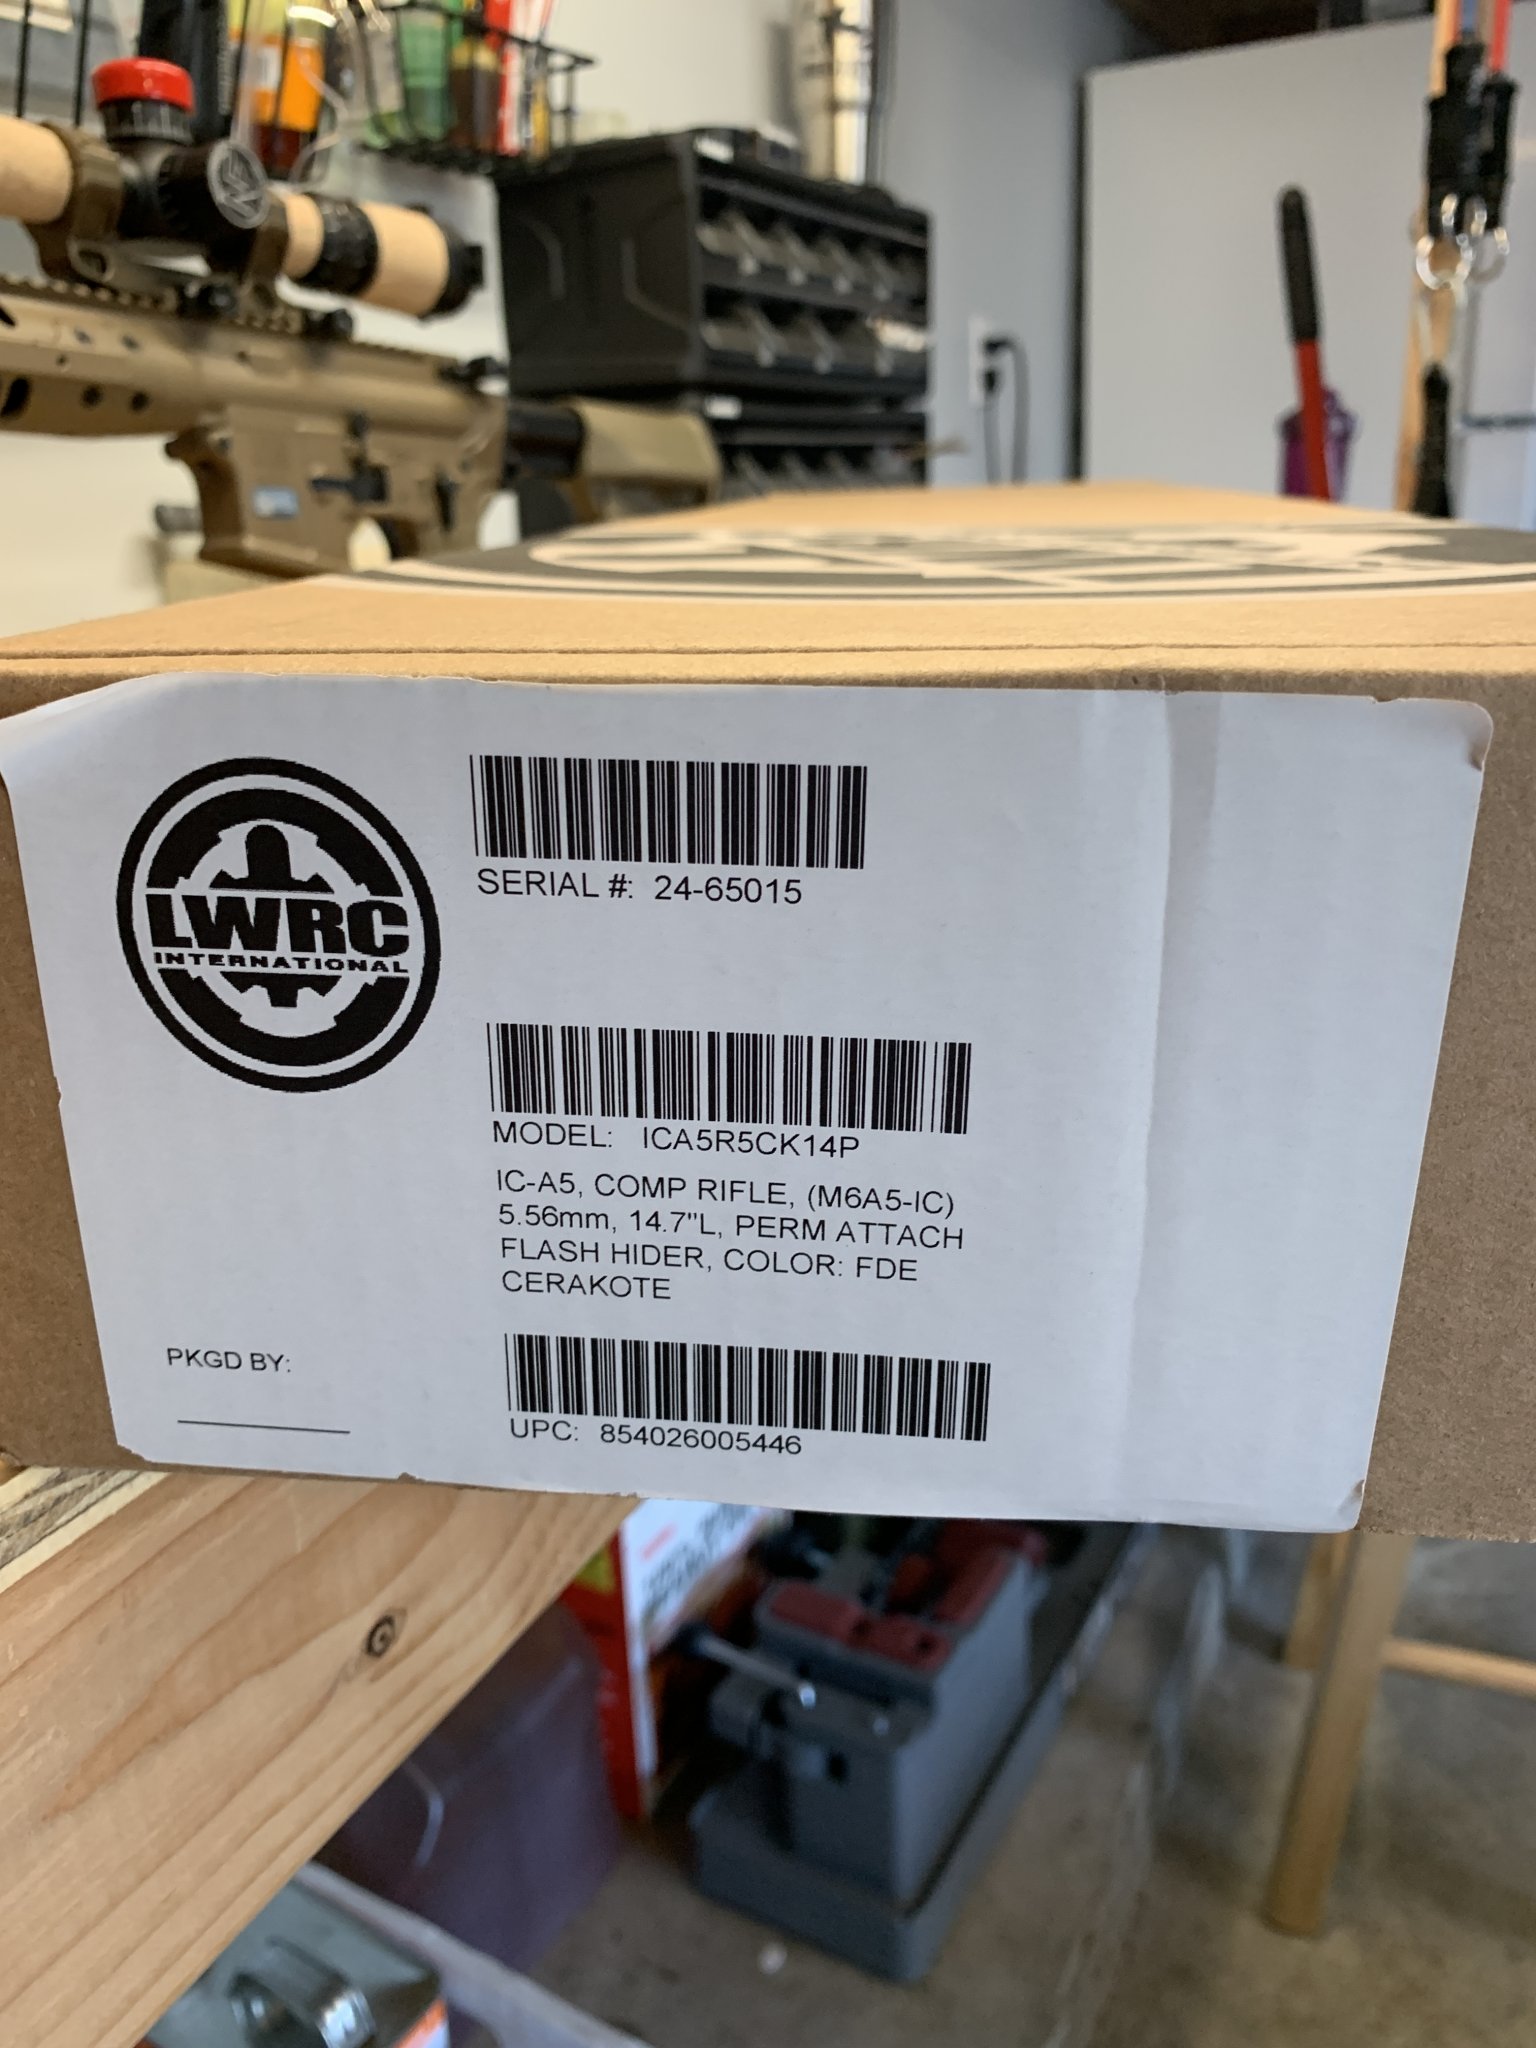 LWRC
INTERNATIONAL
SERIAL #: 24-65015
MODEL: ICA5R5CK14P
IC-A5, COMP RIFLE, (M6A5-IC)
5.56mm, 14.7"L, PERM ATTACH
FLASH HIDER, COLOR: FDE
CERAKOTE
PKGD BY:
UPC: 854026005446